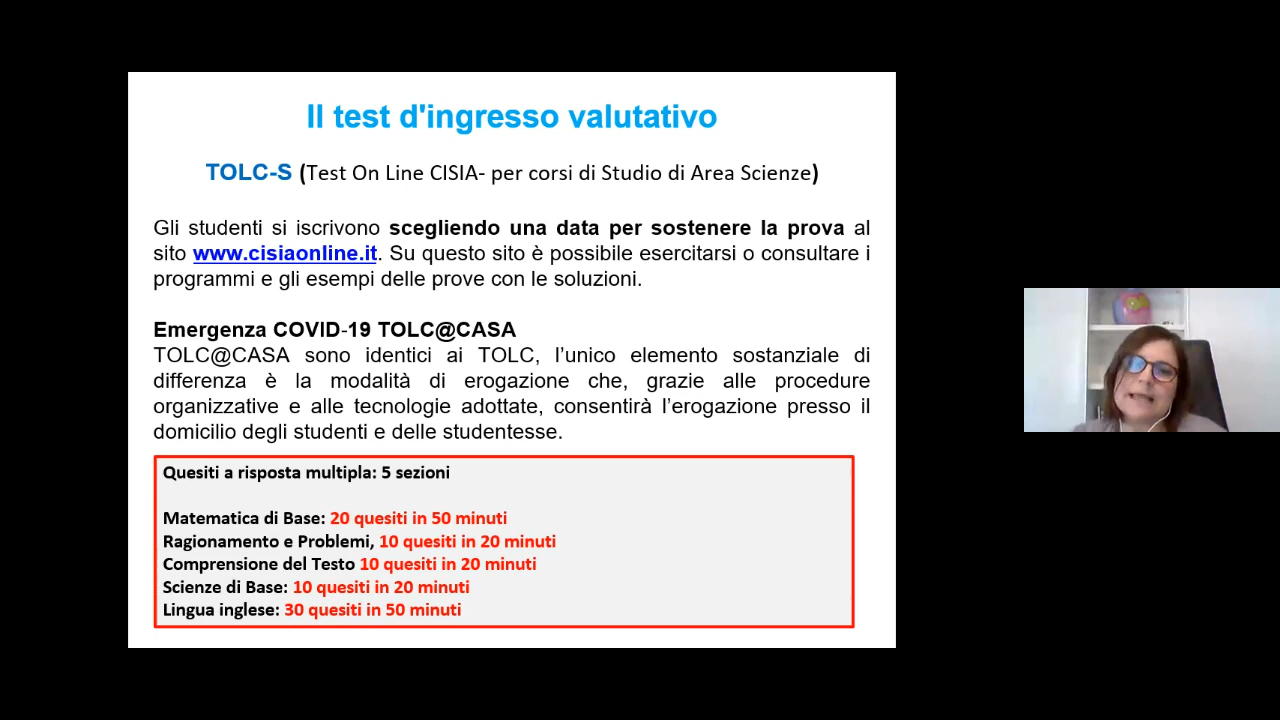 Il test d'ingresso valutativo
TOLC-S (Test On Line CISIA- per corsi di Studio di Area Scienze)
Gli studenti si iscrivono scegliendo una data per sostenere la prova al
sito www.cisiaonline.it. Su questo sito è possibile esercitarsi o consultare i
programmi e gli esempi delle prove con le soluzioni.
Emergenza COVID-19 TOLC@CASA
TOLC@CASA sono identici ai TOLC, l’unico elemento sostanziale di
differenza è la modalità di erogazione che, grazie alle procedure
organizzative e alle tecnologie adottate, consentirà l’erogazione presso il
domicilio degli studenti e delle studentesse.
Quesiti a risposta multipla: 5 sezioni
Matematica di Base: 20 quesiti in 50 minuti
Ragionamento e Problemi, 10 quesiti in 20 minuti
Comprensione del Testo 10 quesiti in 20 minuti
Scienze di Base: 10 quesiti in 20 minuti
Lingua inglese: 30 quesiti in 50 minuti